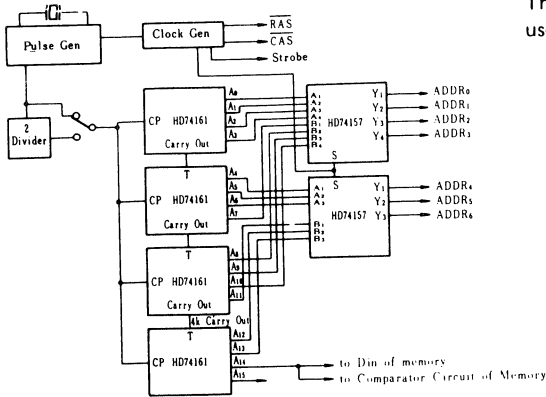 Th
us
Pulse Gen
Clock Gen
RAS
CAS
Strobe
2
Divider
CP HD74161
Carry Out
T
A0
A1
A2
A3
A1
A2
A3
A4
B1
B2
B3
B4
HD74157
S
Y1
Y2
Y3
Y4
ADDR0
ADDR1
ADDR2
ADDR3
HD74161
Carry Out
T
A4
A5
A6
A7
S
A1
A2
A3
B1
B2
B3
HD74157
Y1
Y2
Y3
ADDR4
ADDR5
ADDR6
CP HD74161
Carry Out
A8
A9
A10
A11
4k Carry Out
T
CP HD74161
A12
A13
A14
A15
to Din of memory
to Comparator Circuit of Memory